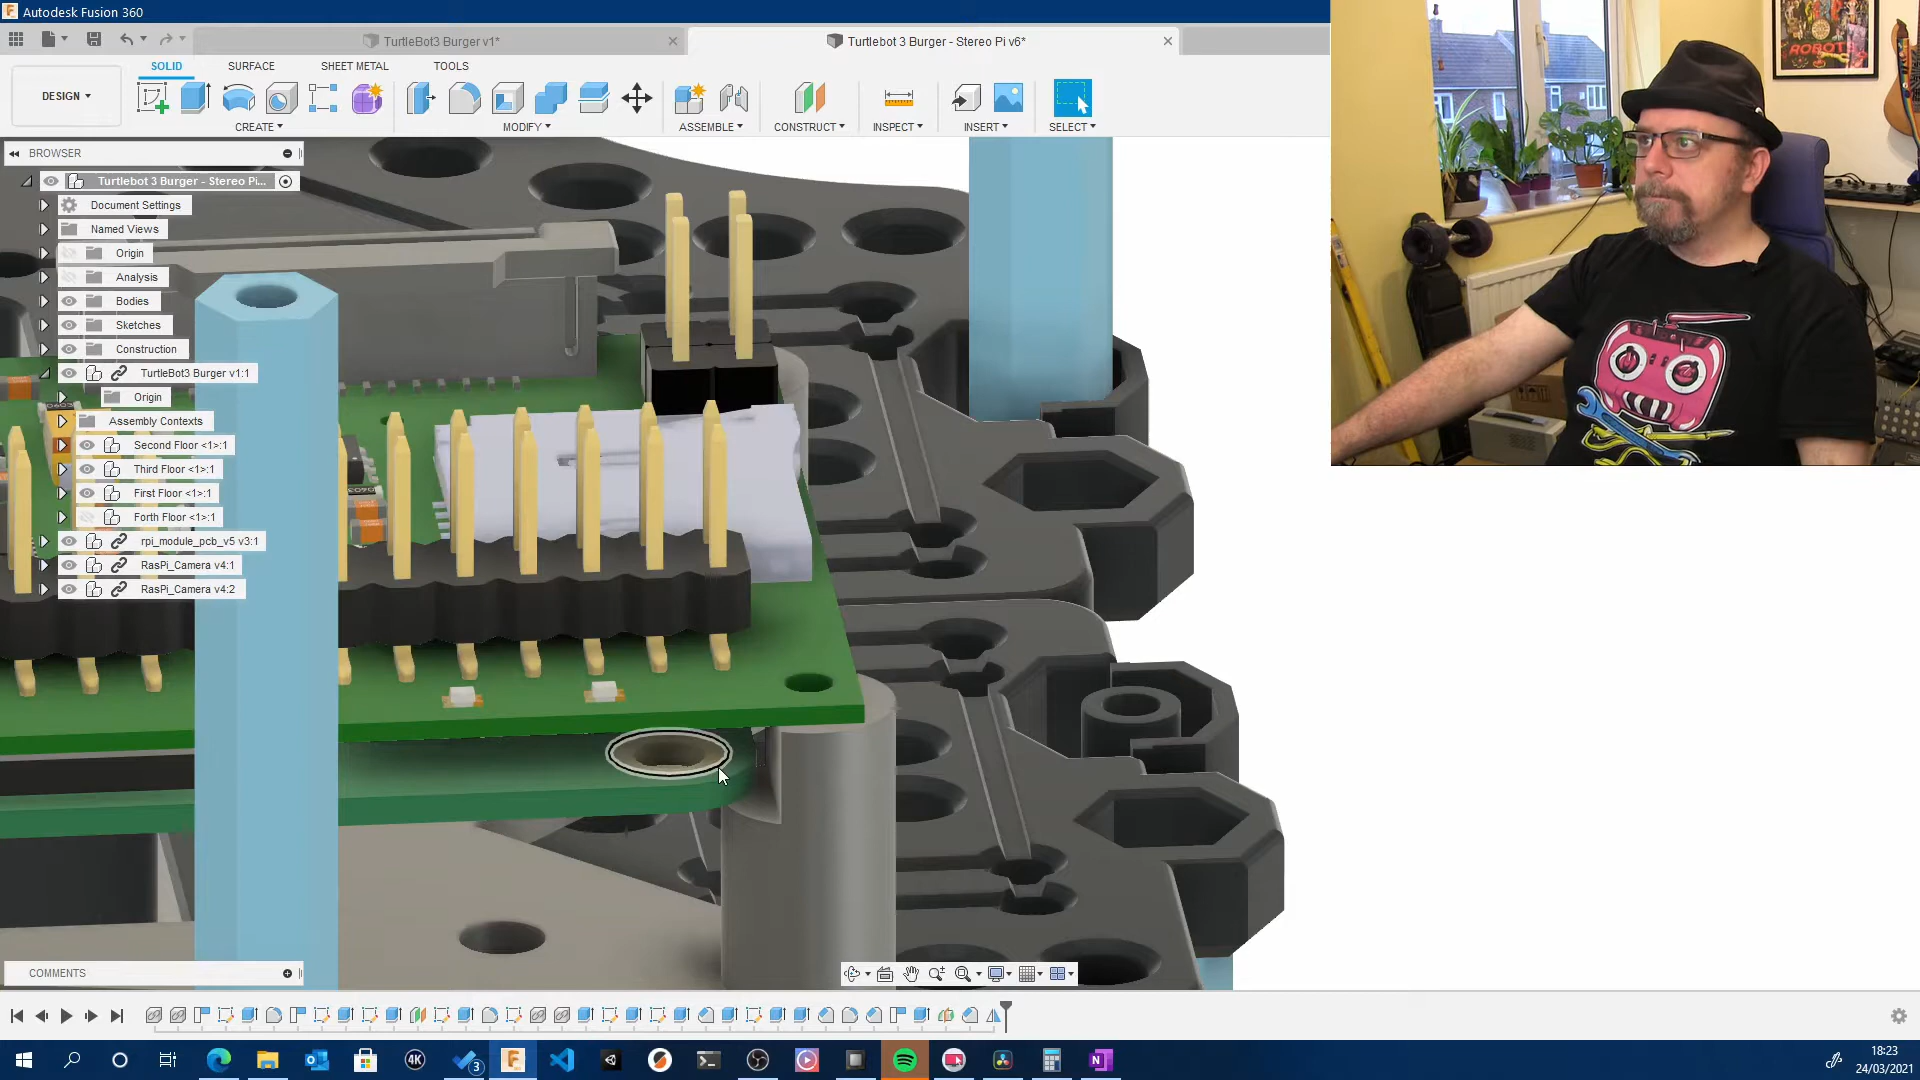 Autodesk Fusion 360
TurtleBot3 Burger v1*
Turtlebot 3 Burger - Stereo Pi v6*
SOLID
SURFACE
SHEET METAL
TOOLS
DESIGN
CREATE
MODIFY
ASSEMBLE
CONSTRUCT
INSPECT
INSERT
SELECT
BROWSER
Turtlebot 3 Burger - Stereo Pi...
Document Settings
Named Views
Origin
Analysis
Bodies
Sketches
Construction
TurtleBot3 Burger v1:1
Origin
Assembly Contexts
Second Floor <1>:1
Third Floor <1>:1
First Floor <1>:1
Forth Floor <1>:1
rpi_module_pcb_v5 v3:1
RasPi_Camera v4:1
RasPi_Camera v4:2
COMMENTS
ROBOTS
4K
3
18:23
24/03/2021